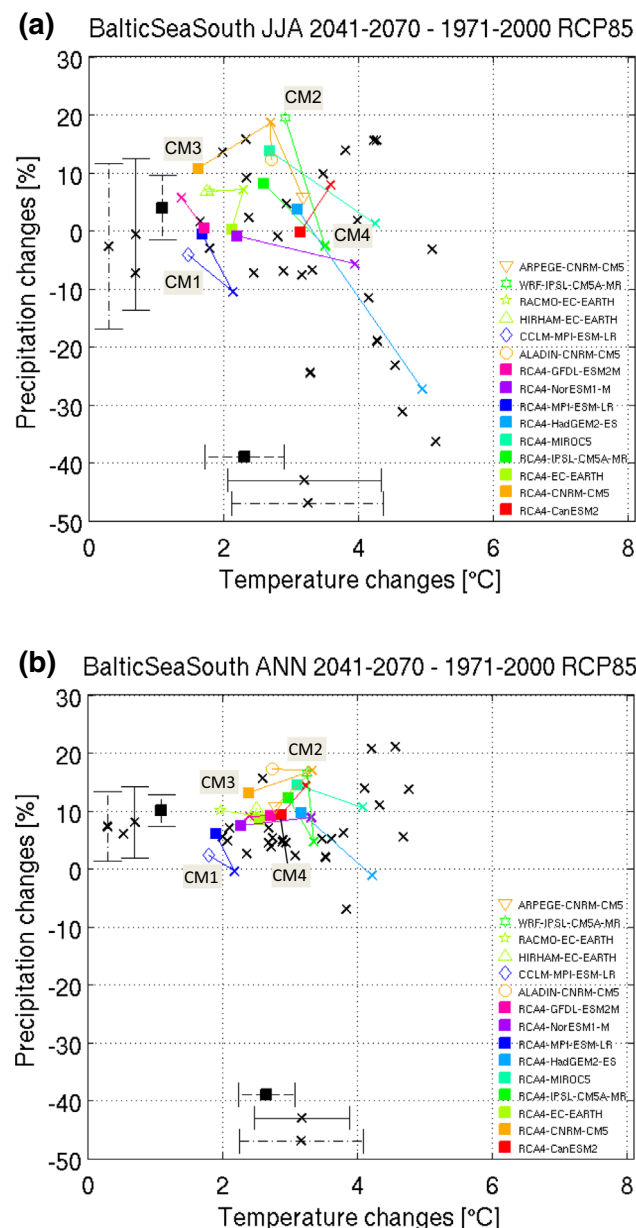 (a) BalticSeaSouth JJA 2041-2070 - 1971-2000 RCP85
Precipitation changes [%]
30
20
10
0
-10
-20
-30
-40
-50
CM2
CM3
CM4
CM1
ARPEGE-CNRM-CM5
WRF-IPSL-CM5A-MR
RACMO-EC-EARTH
HIRHAM-EC-EARTH
CCLM-MPI-ESM-LR
ALADIN-CNRM-CM5
RCA4-GFDL-ESM2M
RCA4-NorESM1-M
RCA4-MPI-ESM-LR
RCA4-HadGEM2-ES
RCA4-MIROC5
RCA4-IPSL-CM5A-MR
RCA4-EC-EARTH
RCA4-CNRM-CM5
RCA4-CanESM2
0 2 4 6 8
Temperature changes [°C]
(b) BalticSeaSouth ANN 2041-2070 - 1971-2000 RCP85
Precipitation changes [%]
30
20
10
0
-10
-20
-30
-40
-50
CM2
CM3
CM1
CM4
ARPEGE-CNRM-CM5
WRF-IPSL-CM5A-MR
RACMO-EC-EARTH
HIRHAM-EC-EARTH
CCLM-MPI-ESM-LR
ALADIN-CNRM-CM5
RCA4-GFDL-ESM2M
RCA4-NorESM1-M
RCA4-MPI-ESM-LR
RCA4-HadGEM2-ES
RCA4-MIROC5
RCA4-IPSL-CM5A-MR
RCA4-EC-EARTH
RCA4-CNRM-CM5
RCA4-CanESM2
0 2 4 6 8
Temperature changes [°C]